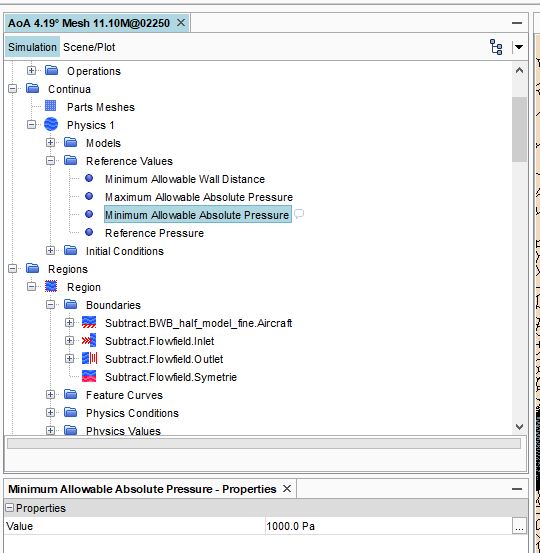 AoA 4.19° Mesh 11.10M@02250
Simulation Scene/Plot
Operations
Continua
Parts Meshes
Physics 1
Models
Reference Values
Minimum Allowable Wall Distance
Maximum Allowable Absolute Pressure
Minimum Allowable Absolute Pressure
Reference Pressure
Initial Conditions
Regions
Region
Boundaries
Subtract.BWB_half_model_fine.Aircraft
Subtract.Flowfield.Inlet
Subtract.Flowfield.Outlet
Subtract.Flowfield.Symetrie
Feature Curves
Physics Conditions
Physics Values
Minimum Allowable Absolute Pressure - Properties
Properties
Value 1000.0 Pa ...